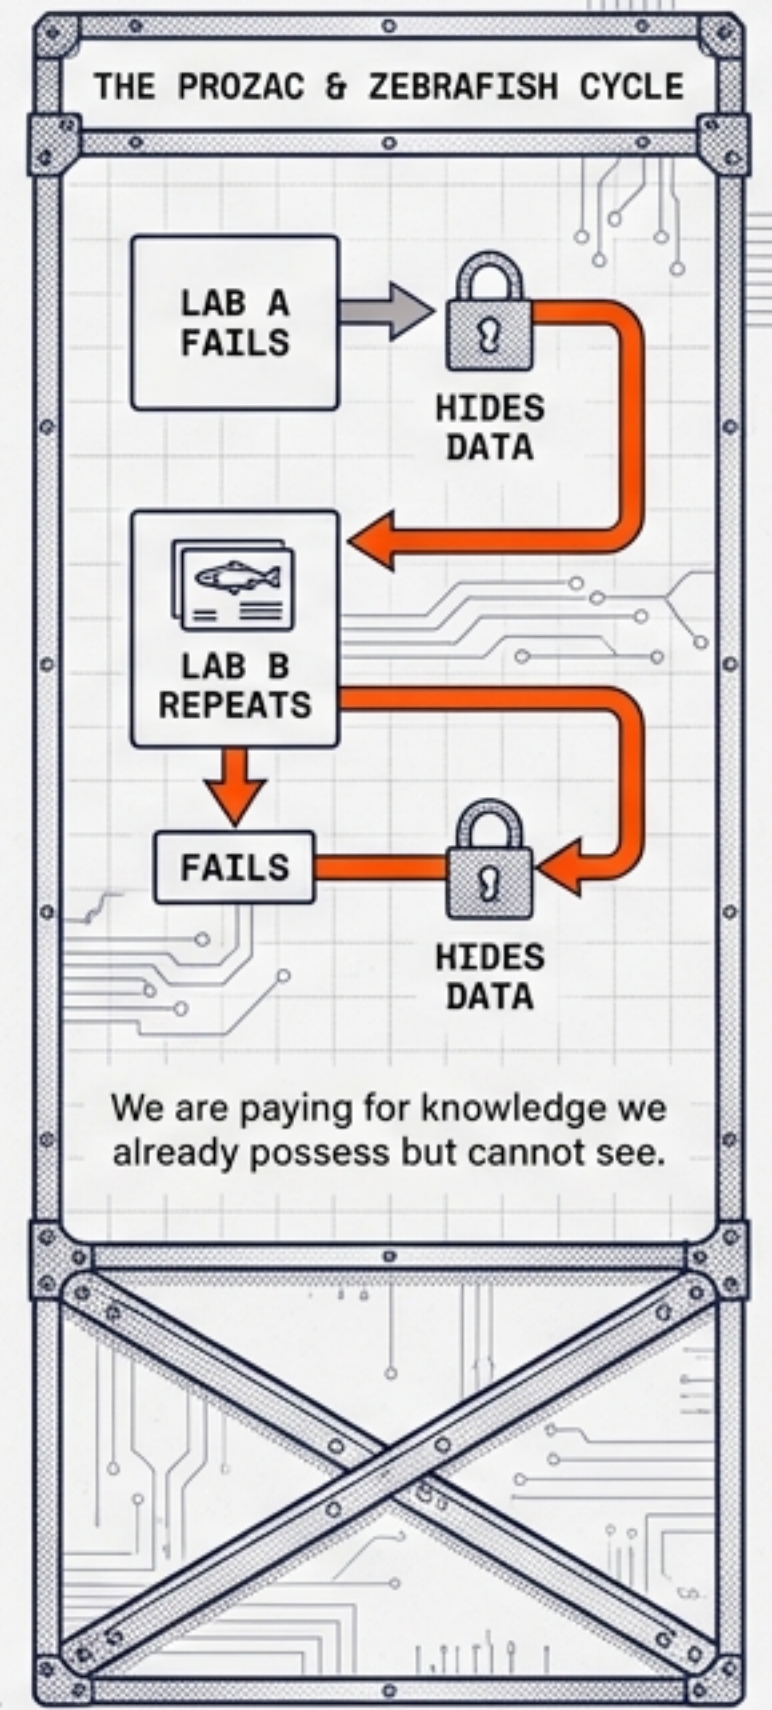 THE PROZAC & ZEBRAFISH CYCLE
LAB A
FAILS
HIDES
DATA
LAB B
REPEATS
FAILS
HIDES
DATA
We are paying for knowledge we
already possess but cannot see.